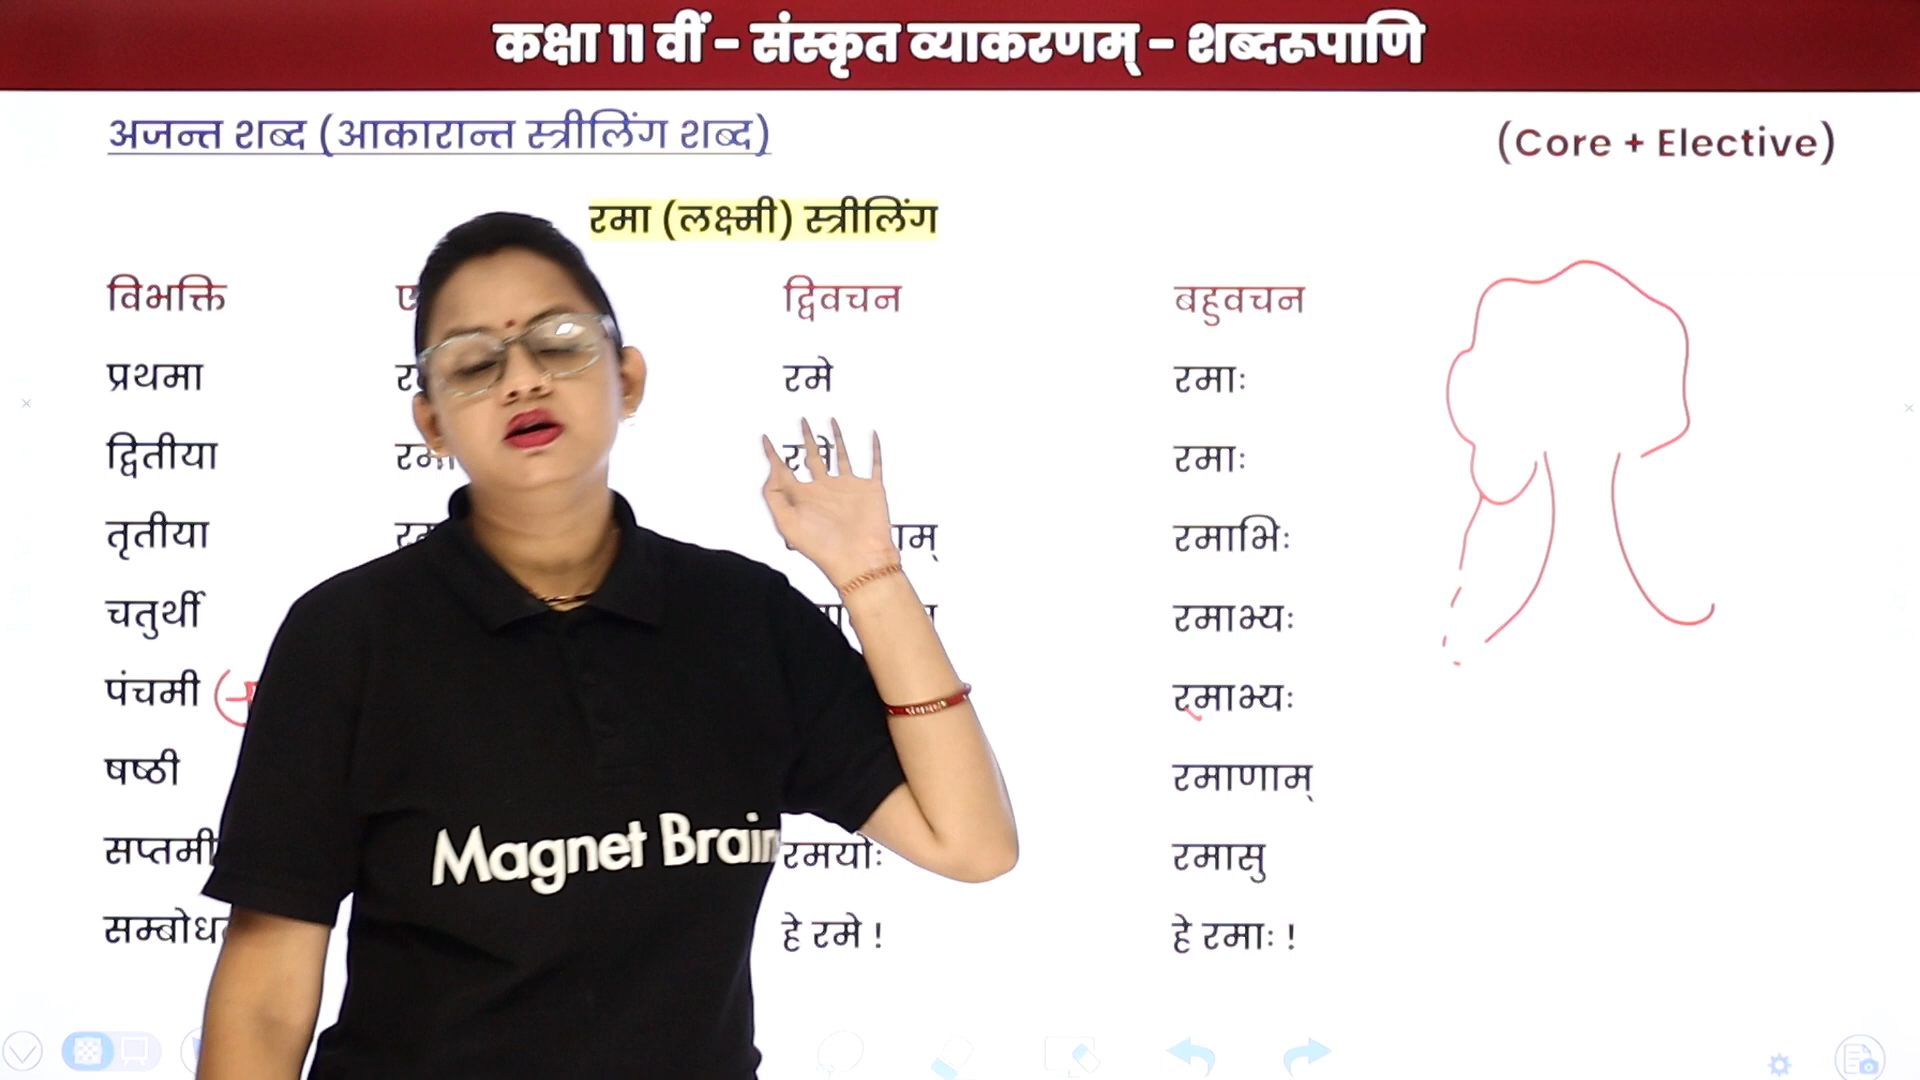 कक्षा 11 वीं - संस्कृत व्याकरणम् - शब्दरूपाणि
अजन्त शब्द (आकारान्त स्त्रीलिंग शब्द)
(Core + Elective)
रमा (लक्ष्मी) स्त्रीलिंग
विभक्ति द्विवचन बहुवचन
प्रथमा रमे रमाः
द्वितीया रमे रमाः
तृतीया रमाभिः
चतुर्थी रमाभ्यः
पंचमी रमाभ्यः
षष्ठी रमाणाम्
सप्तमी रमयोः रमासु
हे रमे ! हे रमाः !
Magnet Brain